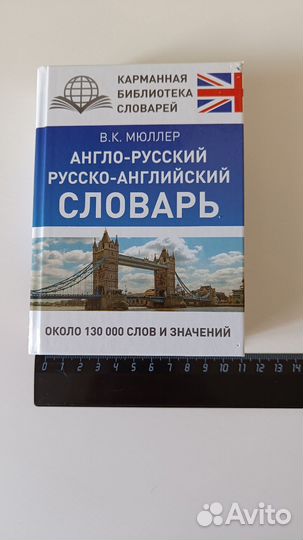 КАРМАННАЯ
БИБЛИОТЕКА
СЛОВАРЕЙ
В.К. МЮЛЛЕР
АНГЛО-РУССКИЙ
РУССКО-АНГЛИЙСКИЙ
СЛОВАРЬ
ОКОЛО 130 000 СЛОВ И ЗНАЧЕНИЙ
0 1 2 3 4 5 6 7 8 9 10 11 12 13 14
Avito